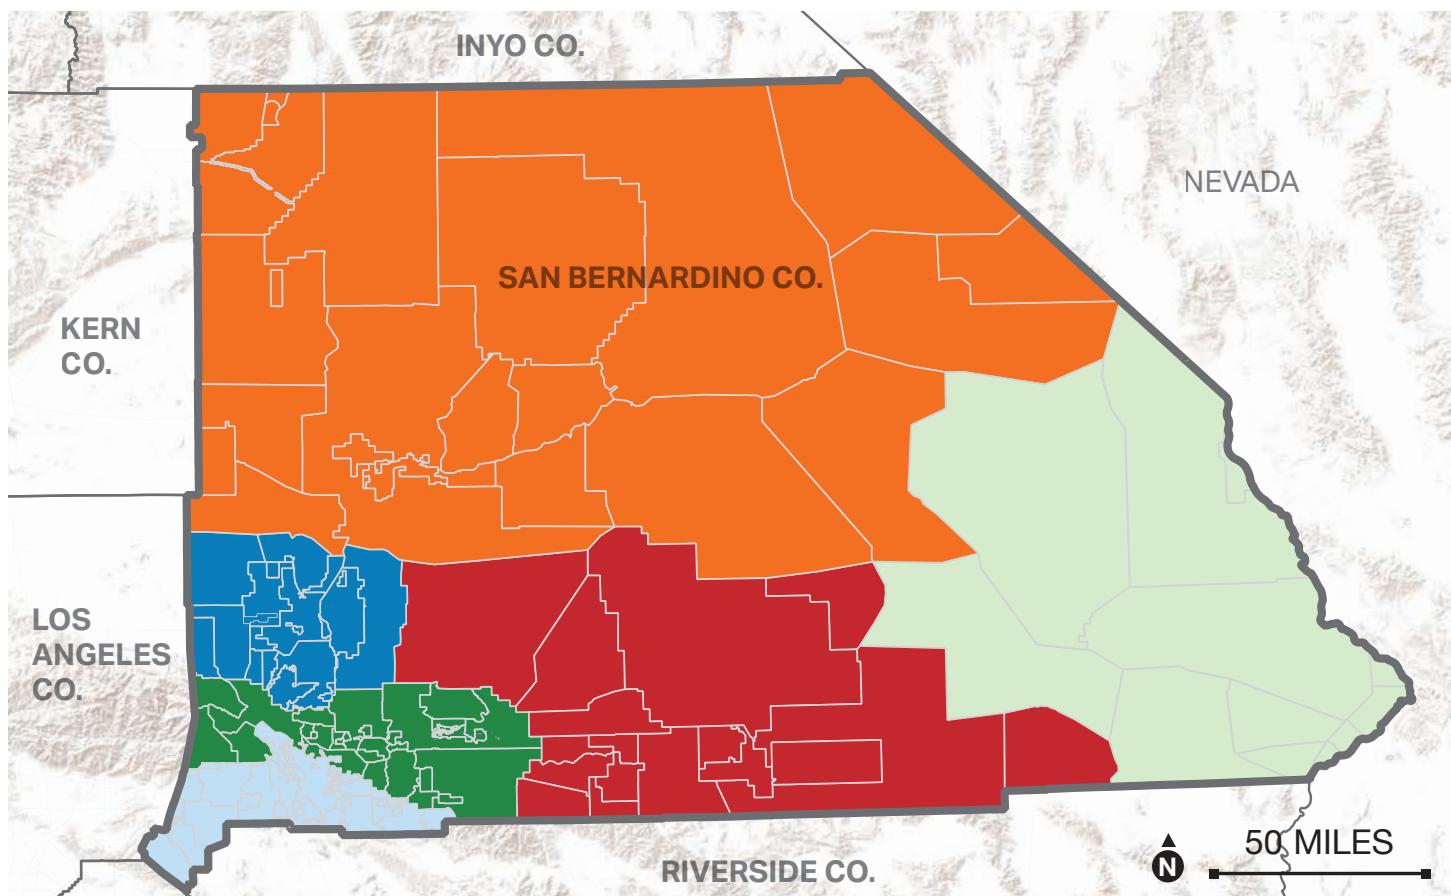 INYO CO.
NEVADA
SAN BERNARDINO CO.
KERN
CO.
LOS
ANGELES
CO.
RIVERSIDE CO.
N
50 MILES